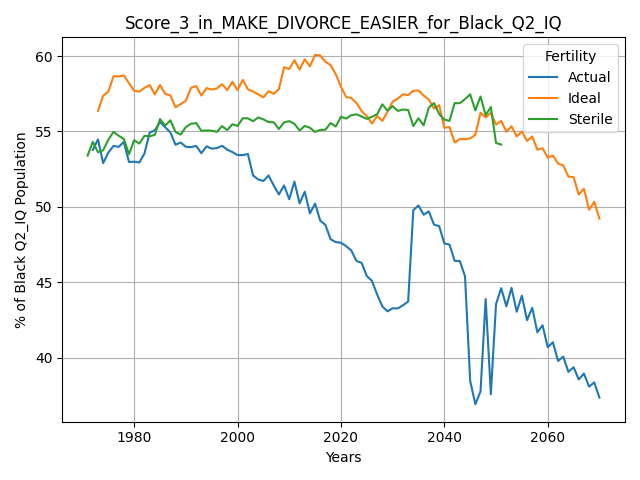 Score_3_in_MAKE_DIVORCE_EASIER_for_Black_Q2_IQ
% of Black Q2_IQ Population
60
55
50
45
40
Fertility
Actual
Ideal
Sterile
1980 2000 2020 2040 2060
Years